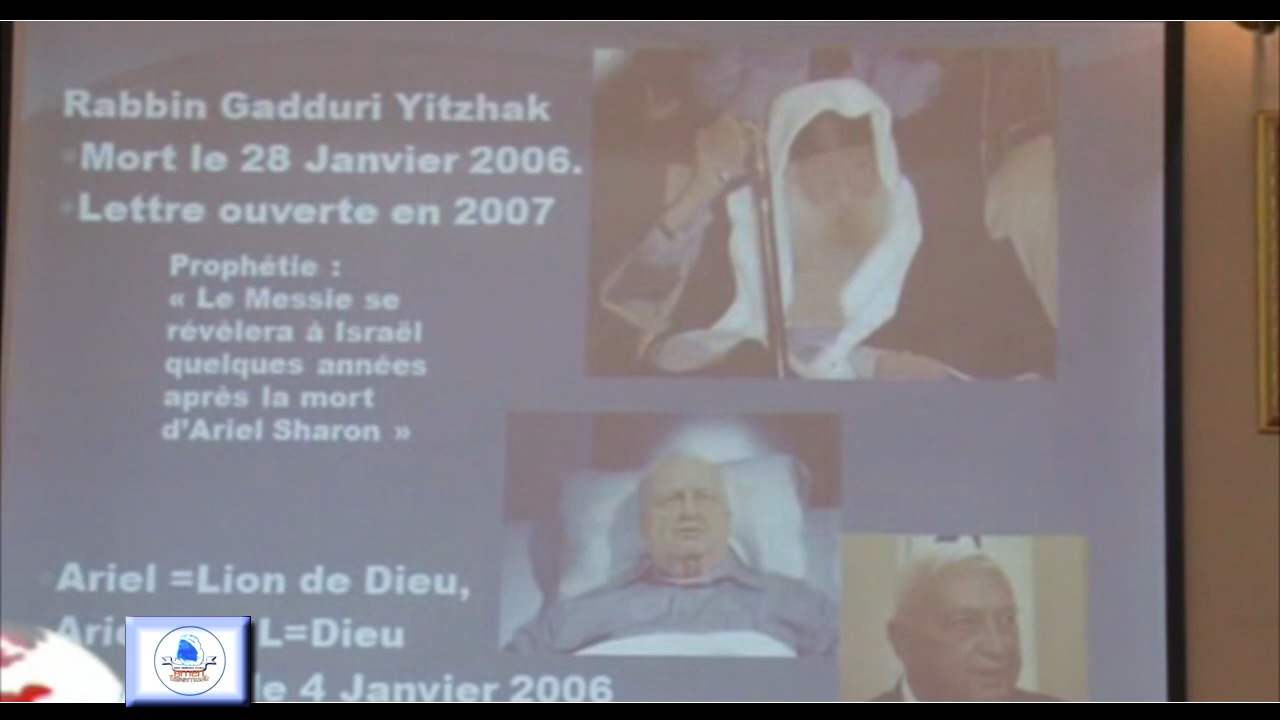 Rabbin Gadduri Yitzhak
Mort le 28 Janvier 2006.
Lettre ouverte en 2007
Prophétie :
« Le Messie se
révèlera à Israël
quelques années
après la mort
d'Ariel Sharon »
Ariel =Lion de Dieu,
L=Dieu
le 4 Janvier 2006